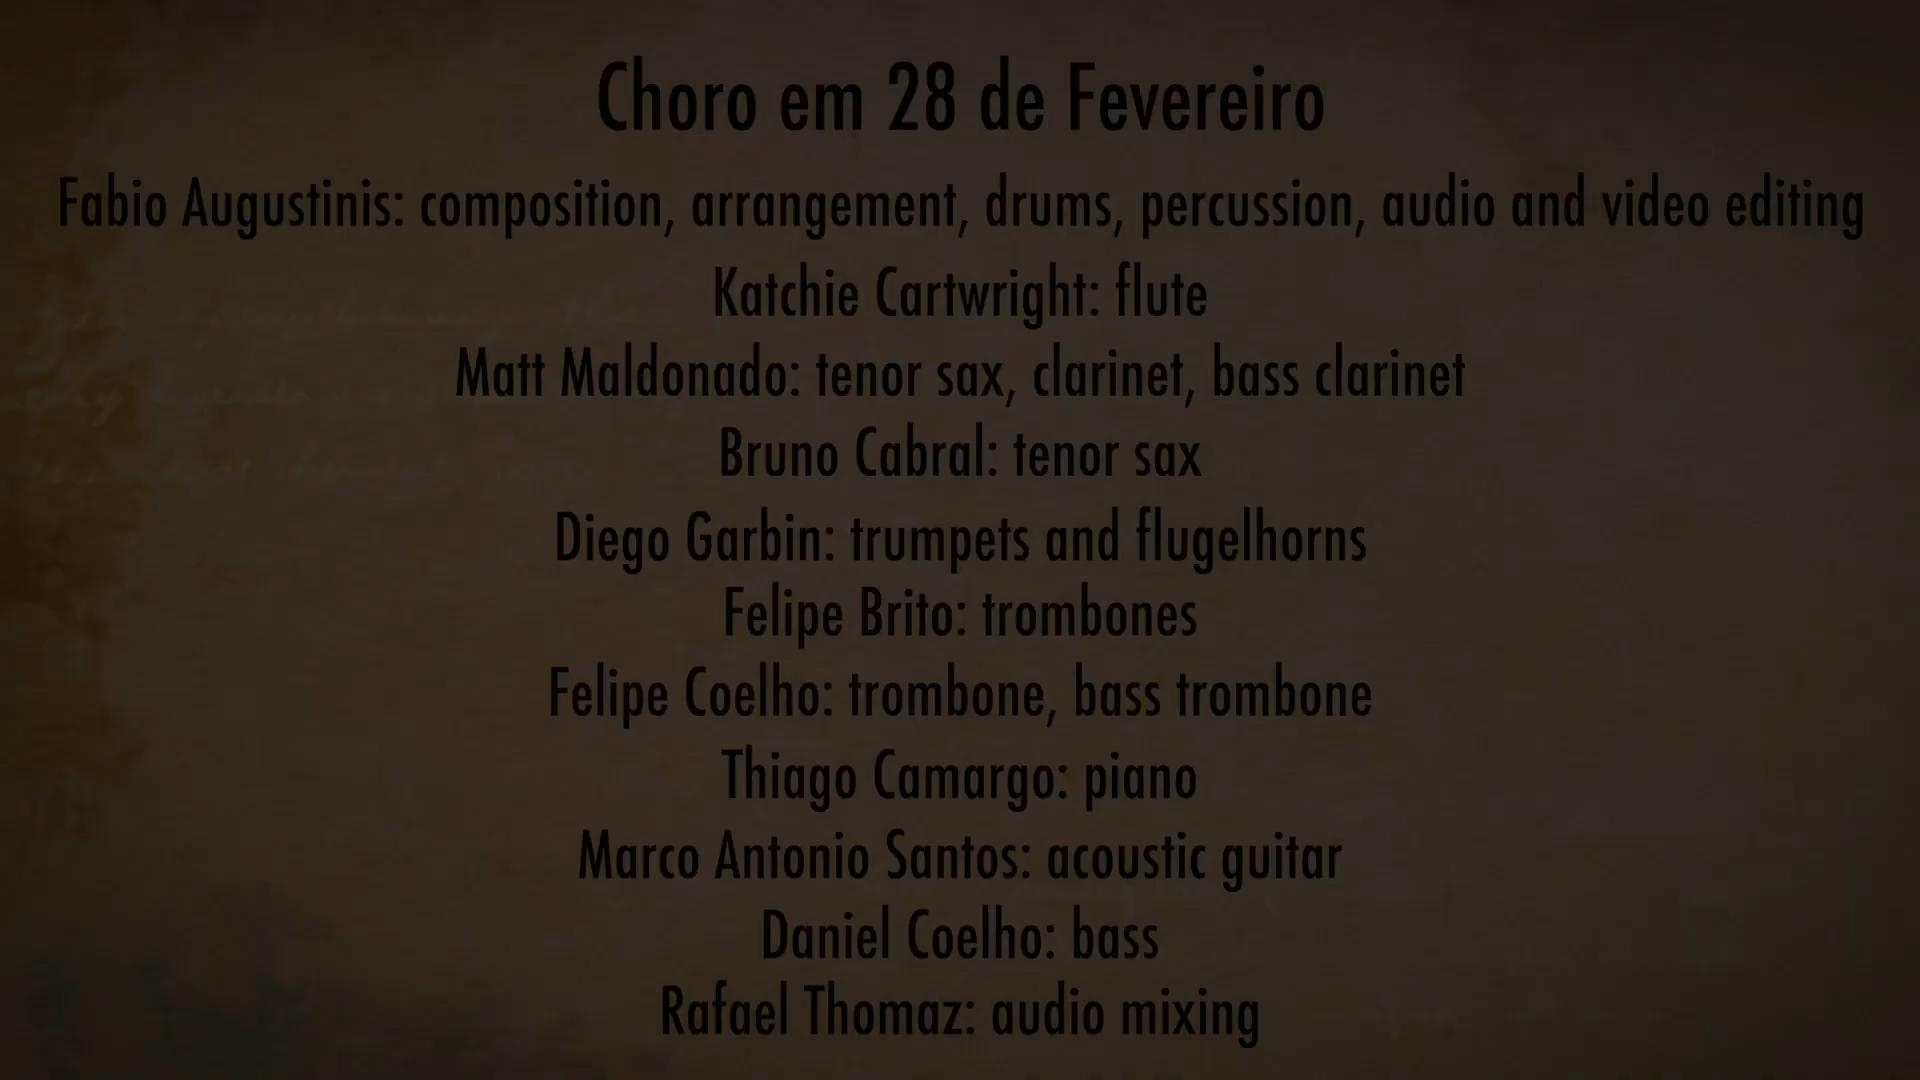 Choro em 28 de Fevereiro
Fabio Augustinis: composition, arrangement, drums, percussion, audio and video editing
Katchie Cartwright: flute
Matt Maldonado: tenor sax, clarinet, bass clarinet
Bruno Cabral: tenor sax
Diego Garbin: trumpets and flugelhorns
Felipe Brito: trombones
Felipe Coelho: trombone, bass trombone
Thiago Camargo: piano
Marco Antonio Santos: acoustic guitar
Daniel Coelho: bass
Rafael Thomaz: audio mixing